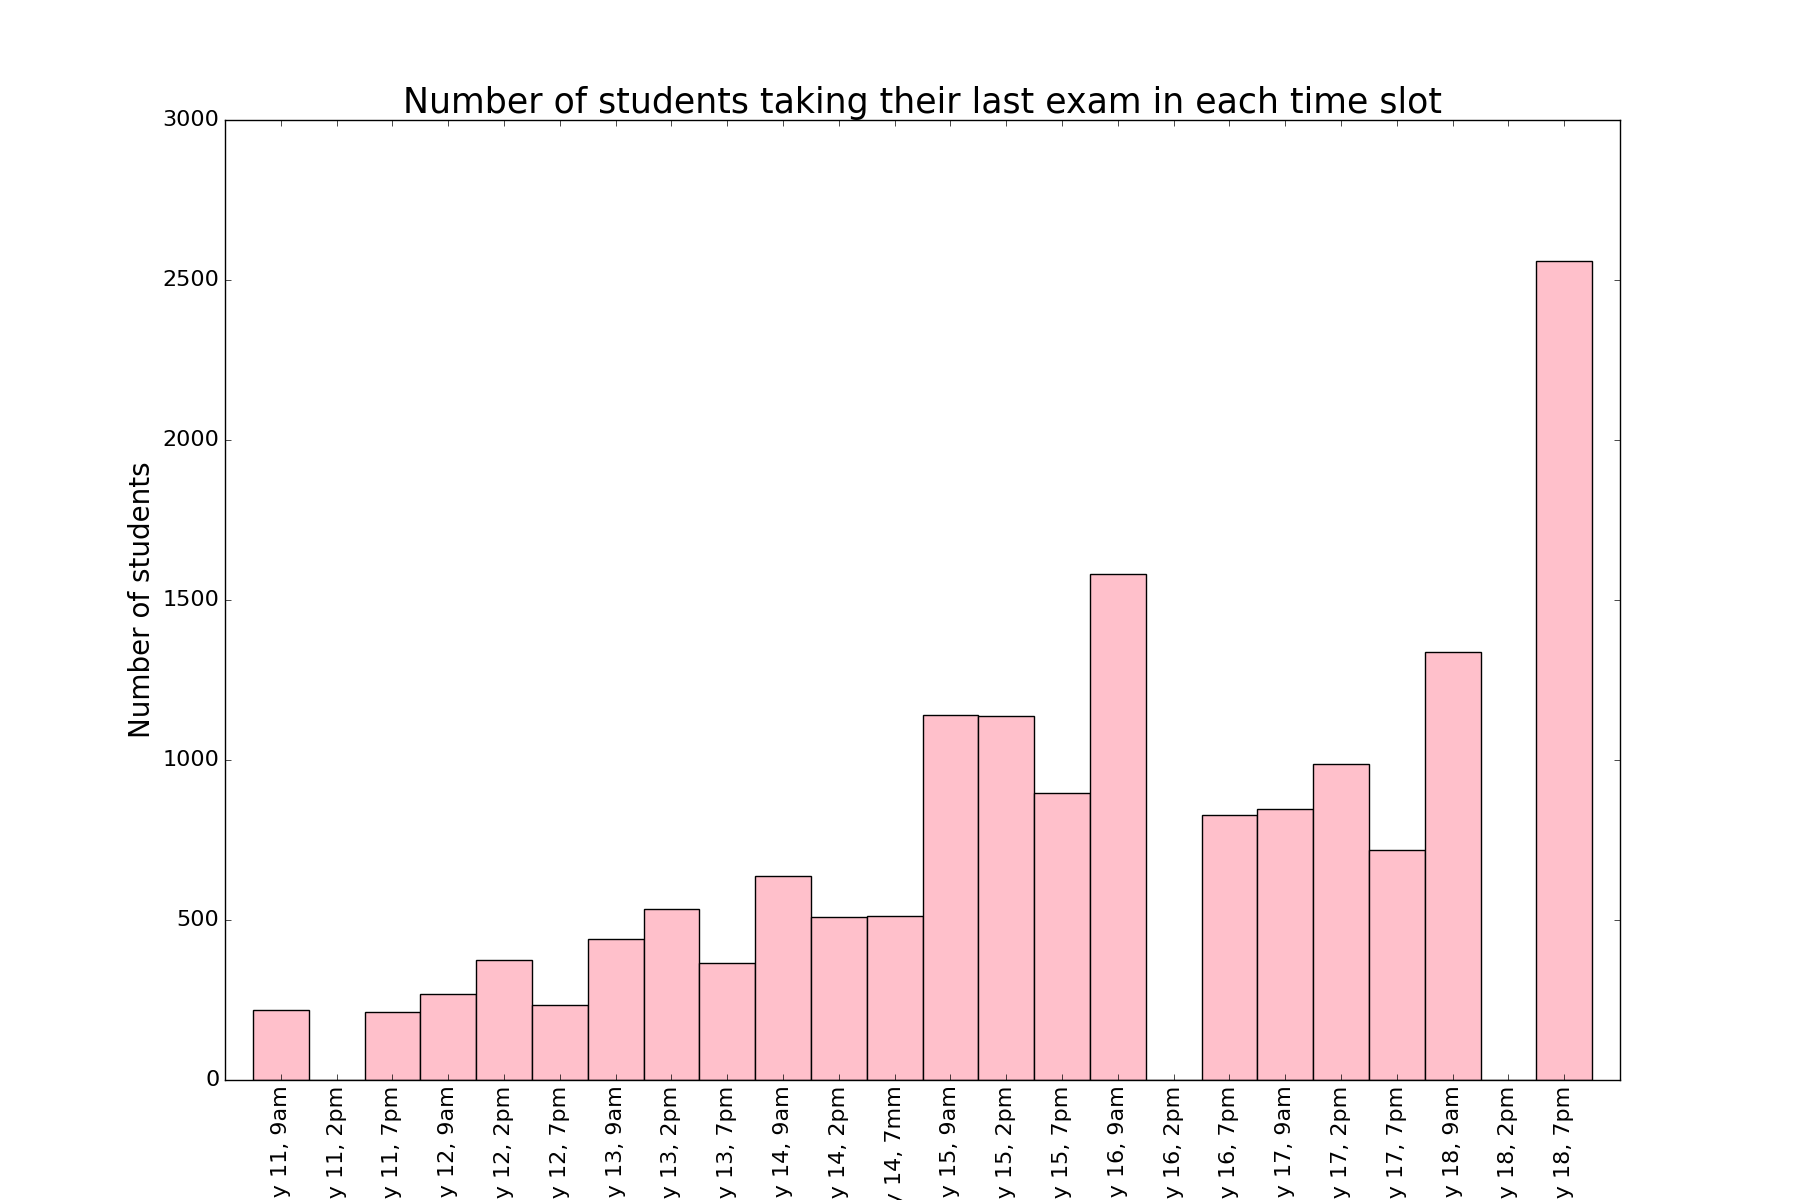 Number of students taking their last exam in each time slot
Number of students
3000
2500
2000
1500
1000
500
0
y 11, 9am
y 11, 2pm
y 11, 7pm
y 12, 9am
y 12, 2pm
y 12, 7pm
y 13, 9am
y 13, 2pm
y 13, 7pm
y 14, 9am
y 14, 2pm
y 14, 7mm
y 15, 9am
y 15, 2pm
y 15, 7pm
y 16, 9am
y 16, 2pm
y 16, 7pm
y 17, 9am
y 17, 2pm
y 17, 7pm
y 18, 9am
y 18, 2pm
y 18, 7pm